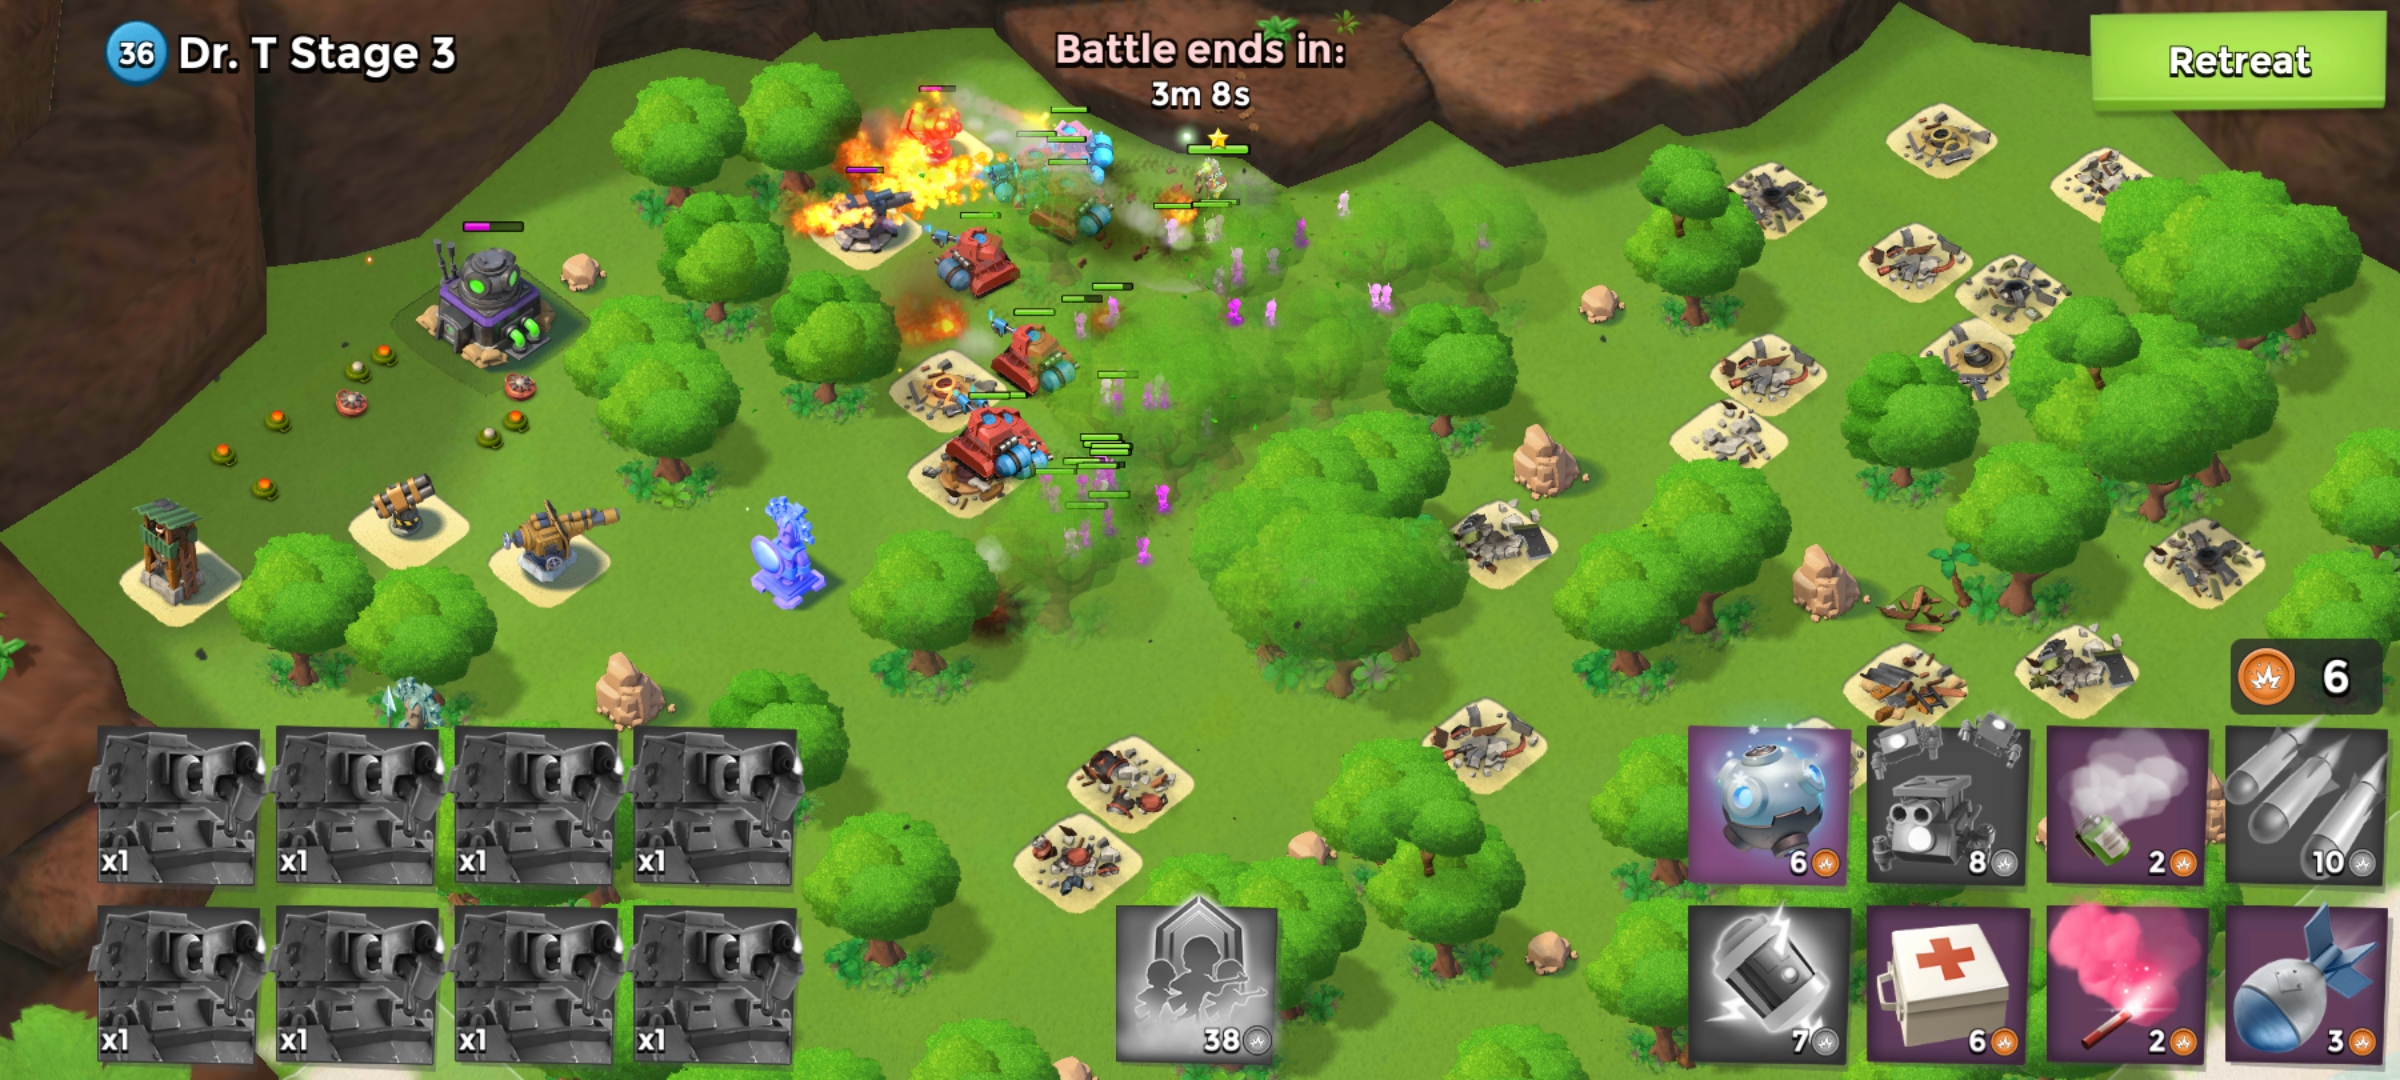 36 Dr. T Stage 3
Battle ends in:
3m 8s
Retreat
6
x1 x1 x1 x1
6 8 2 10
x1 x1 x1 x1
38
7 6 2 3